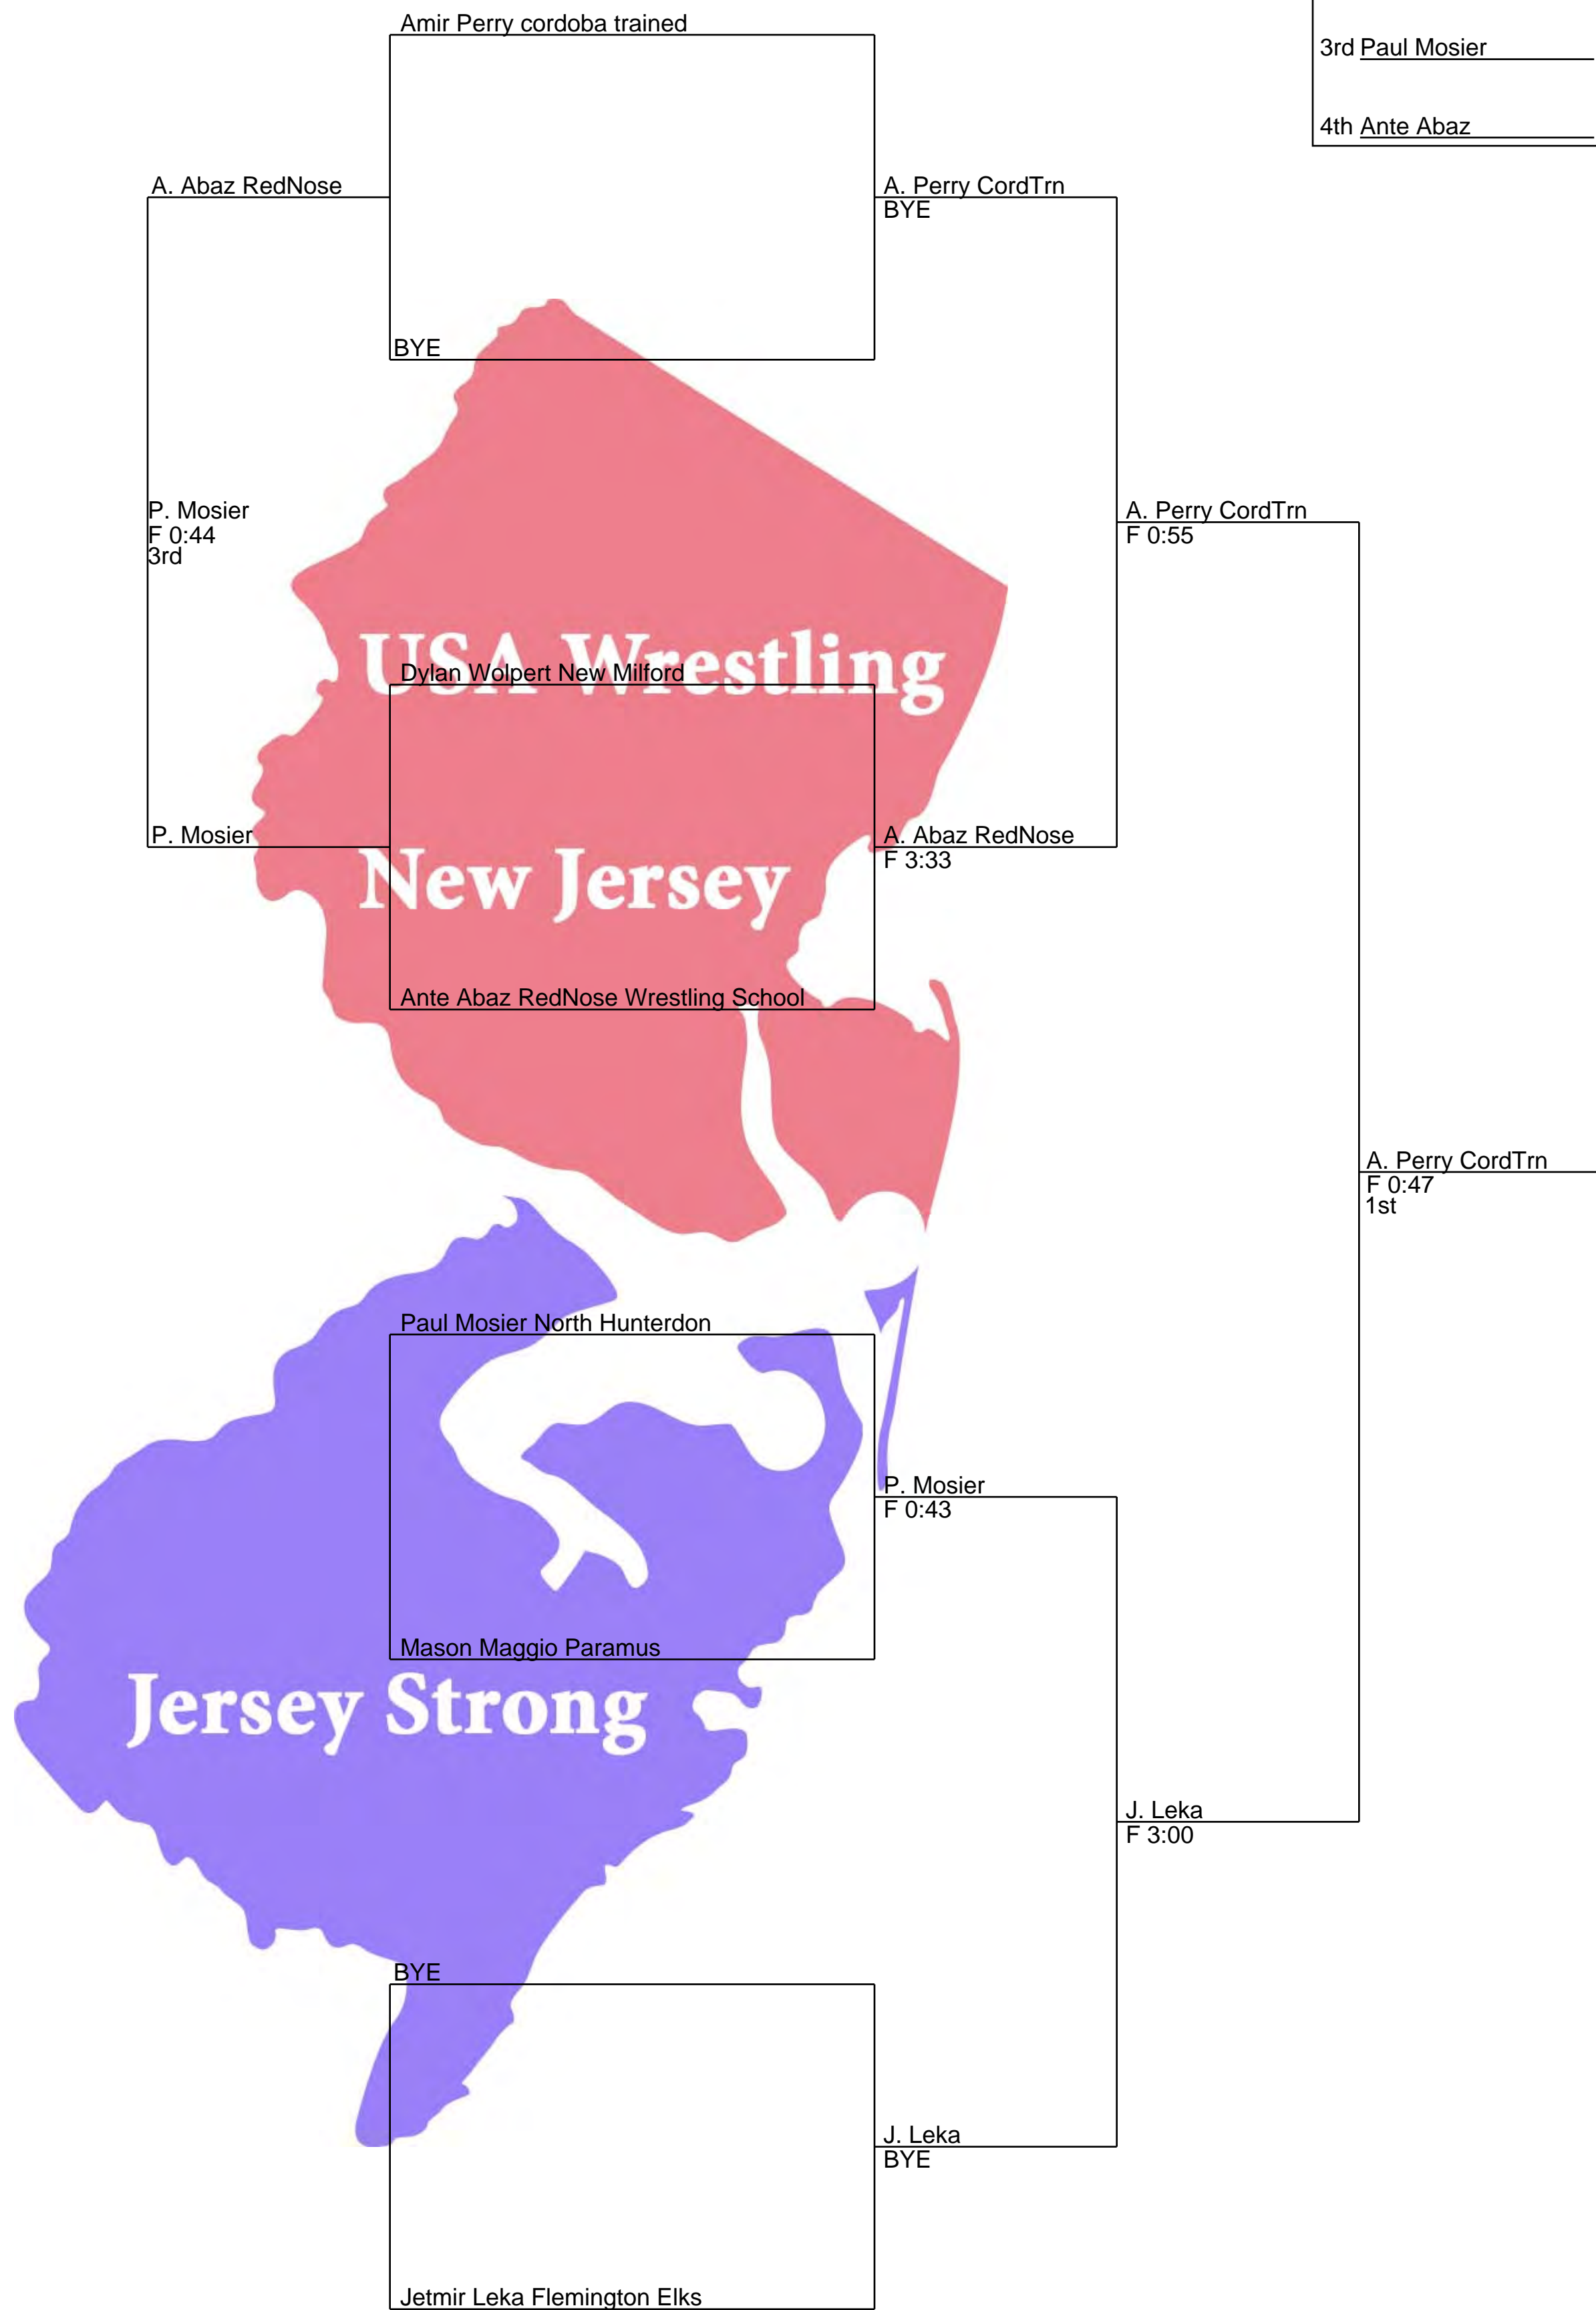 Amir Perry cordoba trained
3rd Paul Mosier
4th Ante Abaz
A. Abaz RedNose
A. Perry CordTrn
BYE
BYE
P. Mosier
F 0:44
3rd
A. Perry CordTrn
F 0:55
USA Wrestling
Dylan Wolpert New Milford
P. Mosier
A. Abaz RedNose
F 3:33
New Jersey
Ante Abaz RedNose Wrestling School
A. Perry CordTrn
F 0:47
1st
Paul Mosier North Hunterdon
P. Mosier
F 0:43
Mason Maggio Paramus
Jersey Strong
J. Leka
F 3:00
BYE
J. Leka
BYE
Jetmir Leka Flemington Elks